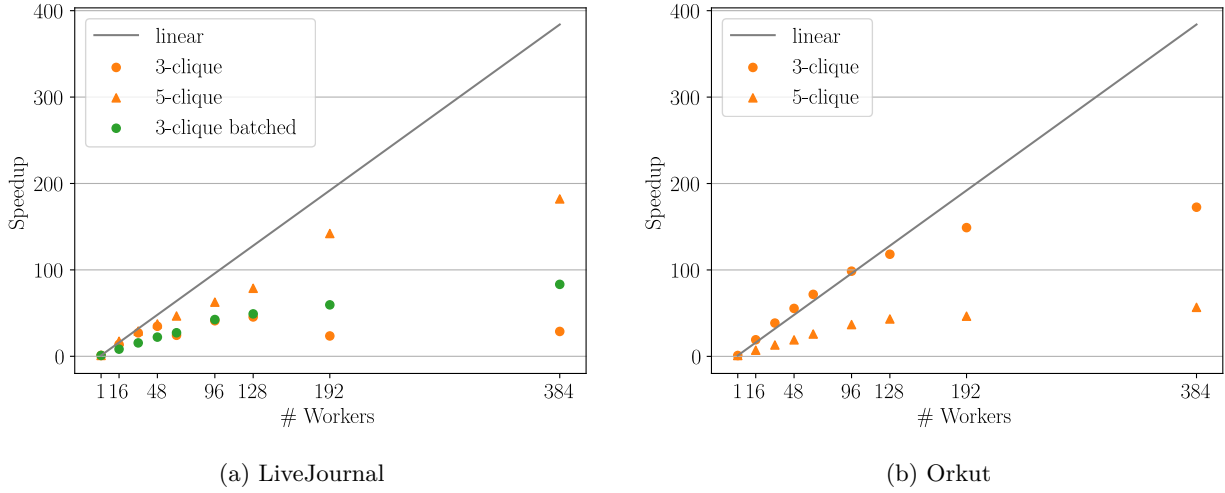 400
300
200
100
0
Speedup
linear
3-clique
5-clique
3-clique batched
1 16 48 96 128 192 384
# Workers
(a) LiveJournal
400
300
200
100
0
Speedup
linear
3-clique
5-clique
1 16 48 96 128 192 384
# Workers
(b) Orkut